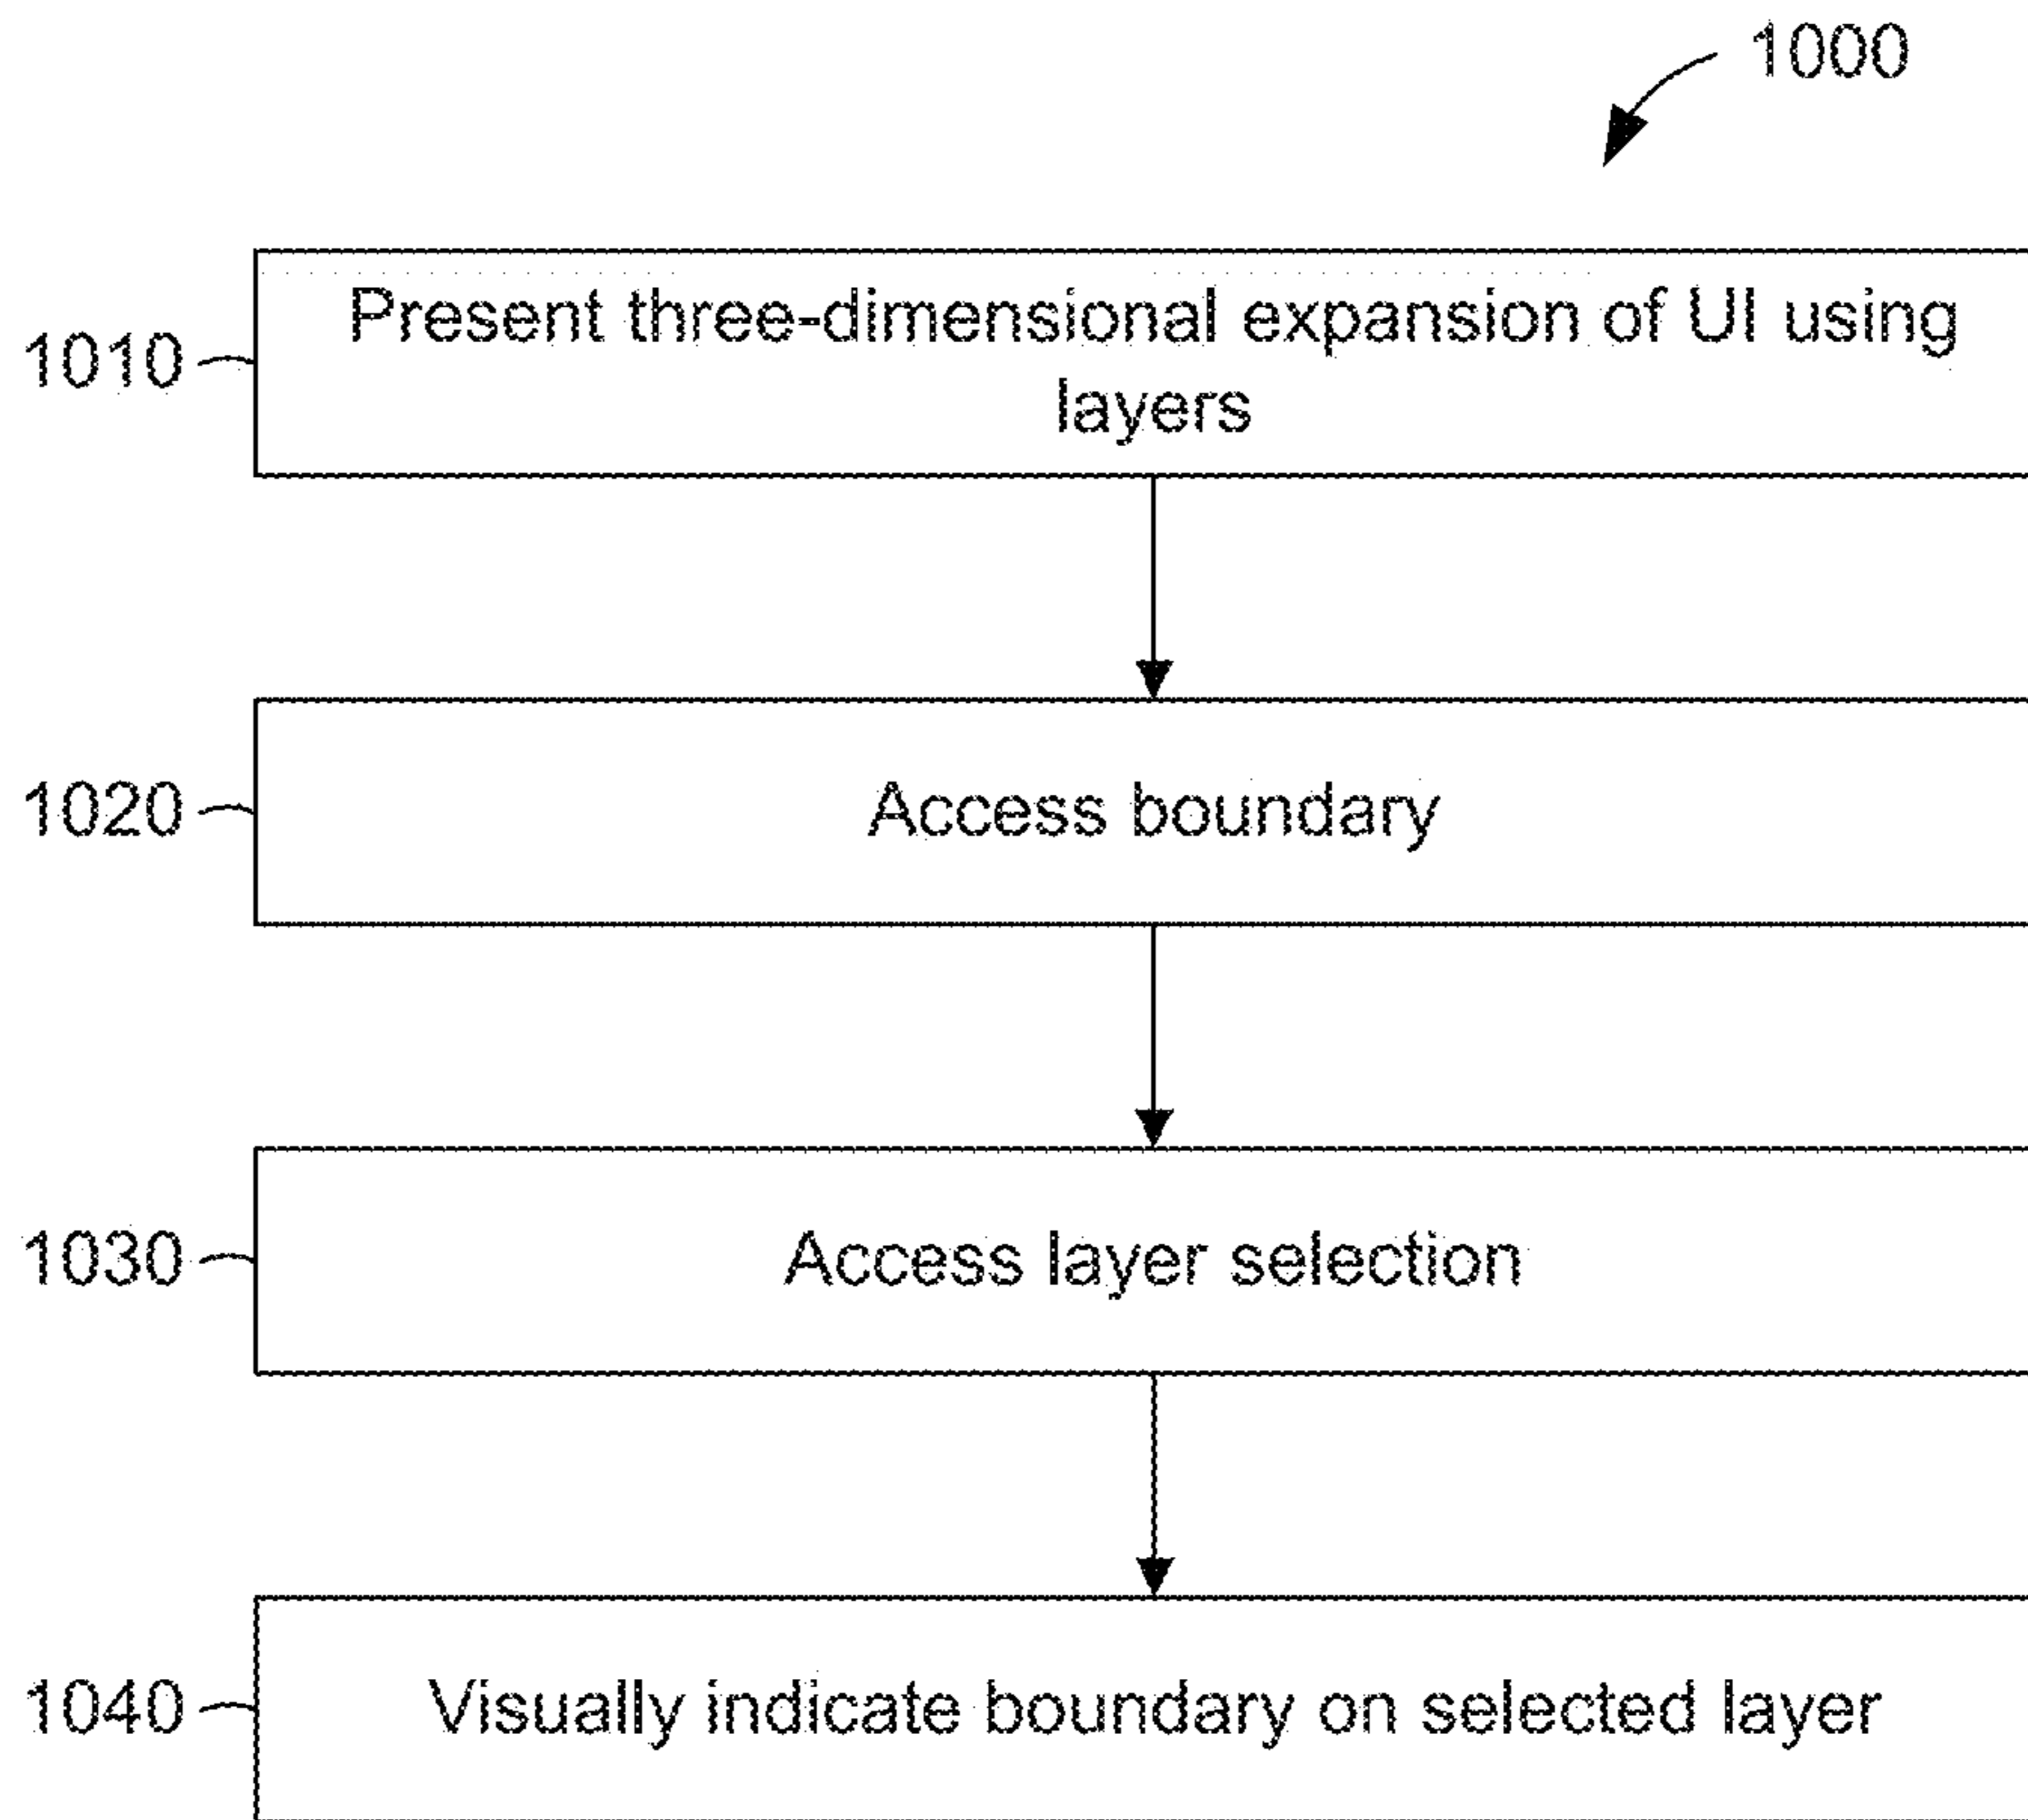 1000
1010
Present three-dimensional expansion of UI using
layers
1020
Access boundary
1030
Access layer selection
1040
Visually indicate boundary on selected layer